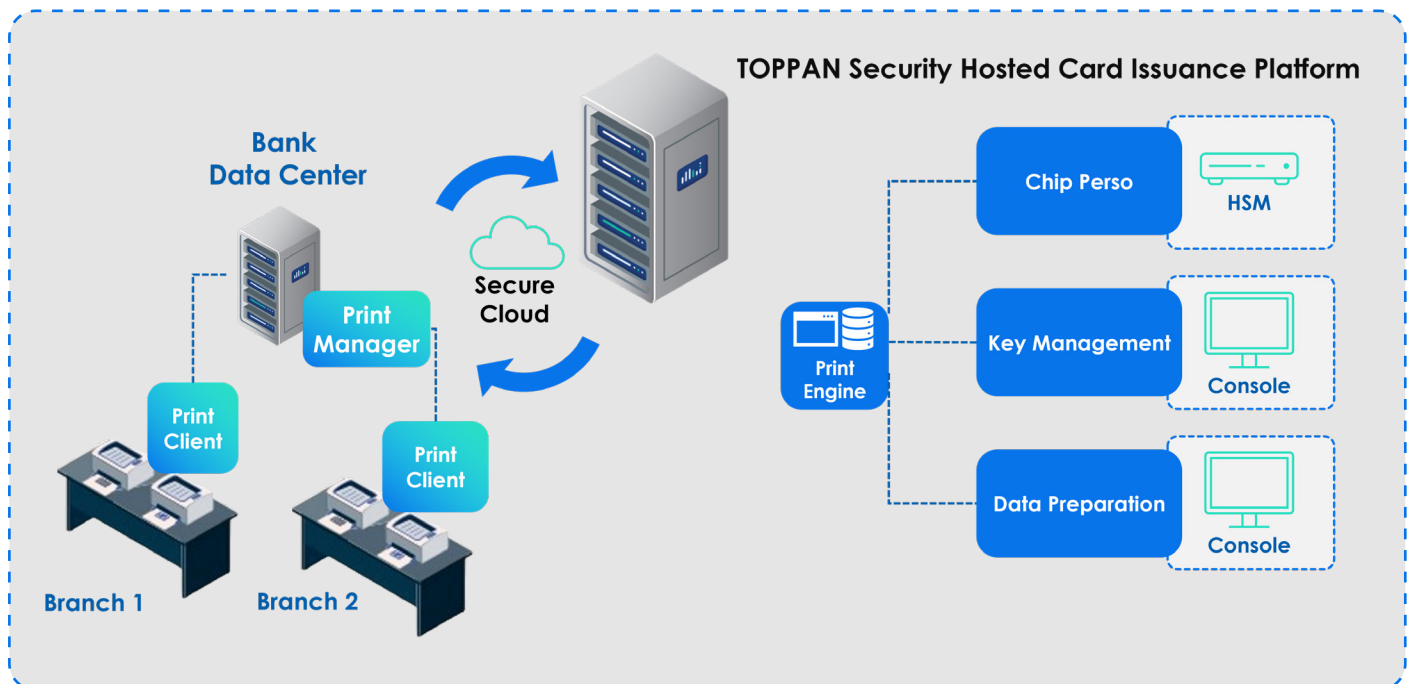 TOPPAN Security Hosted Card Issuance Platform
Bank
Data Center
Secure
Cloud
Print
Manager
Print
Client
Print
Client
Branch 1
Branch 2
Print
Engine
Chip Perso
HSM
Key Management
Console
Data Preparation
Console